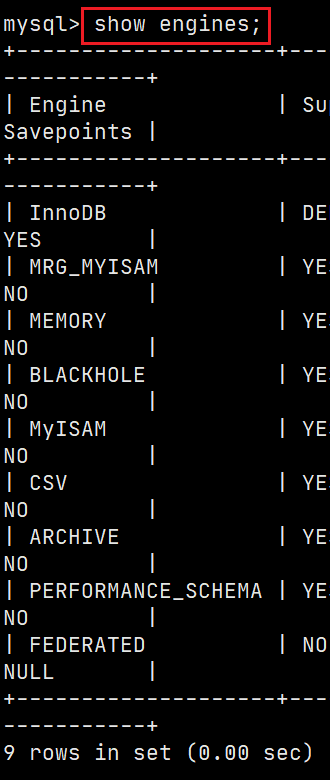 mysql> show engines;
+--------------------+---
-----------+
| Engine             | Su
Savepoints |
+--------------------+---
-----------+
| InnoDB             | DE
YES        |
| MRG_MYISAM         | YE
NO         |
| MEMORY             | YE
NO         |
| BLACKHOLE          | YE
NO         |
| MyISAM             | YE
NO         |
| CSV                | YE
NO         |
| ARCHIVE            | YE
NO         |
| PERFORMANCE_SCHEMA | YE
NO         |
| FEDERATED          | NO
NULL       |
+--------------------+---
-----------+
9 rows in set (0.00 sec)